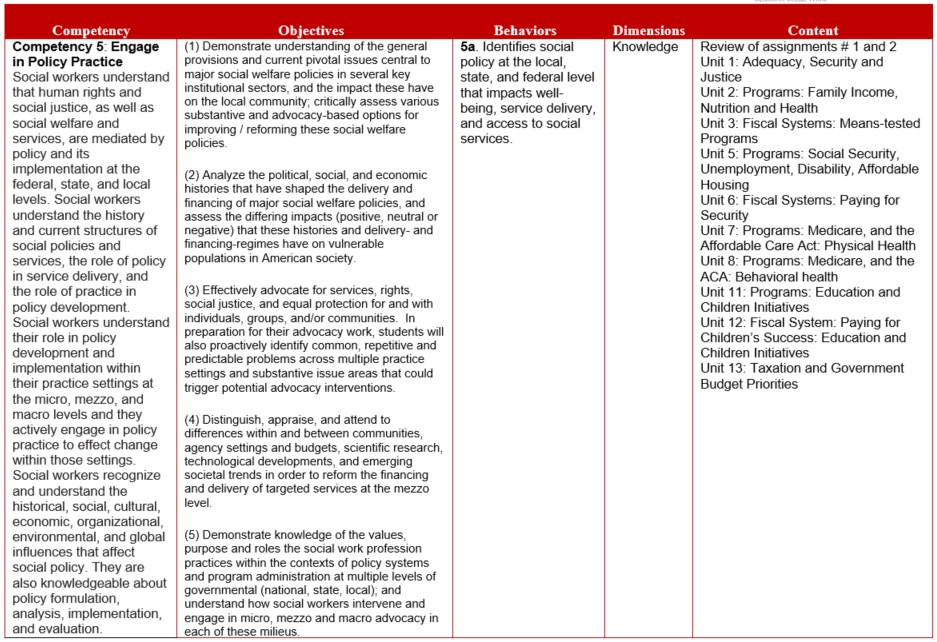 Competency
Objectives
Behaviors
Dimensions
Content
Competency 5: Engage
in Policy Practice
Social workers understand
that human rights and
social justice, as well as
social welfare and
services, are mediated by
policy and its
implementation at the
federal, state, and local
levels. Social workers
understand the history
and current structures of
social policies and
services, the role of policy
in service delivery, and
the role of practice in
policy development.
Social workers understand
their role in policy
development and
implementation within
their practice settings at
the micro, mezzo, and
macro levels and they
actively engage in policy
practice to effect change
within those settings.
Social workers recognize
and understand the
historical, social, cultural,
economic, organizational,
environmental, and global
influences that affect
social policy. They are
also knowledgeable about
policy formulation,
analysis, implementation,
and evaluation.
(1) Demonstrate understanding of the general
provisions and current pivotal issues central to
major social welfare policies in several key
institutional sectors, and the impact these have
on the local community; critically assess various
substantive and advocacy-based options for
improving / reforming these social welfare
policies.
(2) Analyze the political, social, and economic
histories that have shaped the delivery and
financing of major social welfare policies, and
assess the differing impacts (positive, neutral or
negative) that these histories and delivery- and
financing-regimes have on vulnerable
populations in American society.
(3) Effectively advocate for services, rights,
social justice, and equal protection for and with
individuals, groups, and/or communities. In
preparation for their advocacy work, students will
also proactively identify common, repetitive and
predictable problems across multiple practice
settings and substantive issue areas that could
trigger potential advocacy interventions.
(4) Distinguish, appraise, and attend to
differences within and between communities,
agency settings and budgets, scientific research,
technological developments, and emerging
societal trends in order to reform the financing
and delivery of targeted services at the mezzo
level.
(5) Demonstrate knowledge of the values,
purpose and roles the social work profession
practices within the contexts of policy systems
and program administration at multiple levels of
governmental (national, state, local); and
understand how social workers intervene and
engage in micro, mezzo and macro advocacy in
each of these milieus.
5a. Identifies social
policy at the local,
state, and federal level
that impacts well-
being, service delivery,
and access to social
services.
Knowledge
Review of assignments # 1 and 2
Unit 1: Adequacy, Security and
Justice
Unit 2: Programs: Family Income,
Nutrition and Health
Unit 3: Fiscal Systems: Means-tested
Programs
Unit 5: Programs: Social Security,
Unemployment, Disability, Affordable
Housing
Unit 6: Fiscal Systems: Paying for
Security
Unit 7: Programs: Medicare, and the
Affordable Care Act: Physical Health
Unit 8: Programs: Medicare, and the
ACA: Behavioral health
Unit 11: Programs: Education and
Children Initiatives
Unit 12: Fiscal System: Paying for
Children's Success: Education and
Children Initiatives
Unit 13: Taxation and Government
Budget Priorities